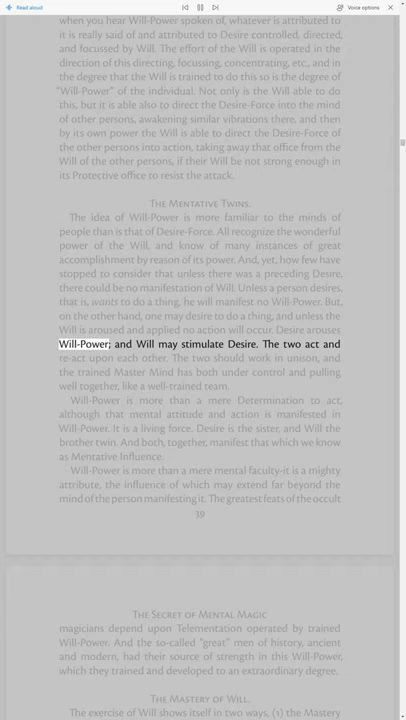 Read aloud
Voice options
when you hear Will-Power spoken of, whatever is attributed to
it is really said of and attributed to Desire controlled, directed,
and focussed by Will. The effort of the Will is operated in the
direction of this directing, focussing, concentrating, etc., and in
the degree that the Will is trained to do this so is the degree of
“Will-Power” of the individual. Not only is the Will able to do
this, but it is able also to direct the Desire-Force into the mind
of other persons, awakening similar vibrations there, and then
by its own power the Will is able to direct the Desire-Force of
the other persons into action, taking away that office from the
Will of the other persons, if their Will be not strong enough in
its Protective office to resist the attack.
The Mentative Twins.
The idea of Will-Power is more familiar to the minds of
people than is that of Desire-Force. All recognize the wonderful
power of the Will, and know of many instances of great
accomplishment by reason of its power. And, yet, how few have
stopped to consider that unless there was a preceding Desire,
there could be no manifestation of Will. Unless a person desires,
that is, wants to do a thing, he will manifest no Will-Power. But,
on the other hand, one may desire to do a thing, and unless the
Will is aroused and applied no action will occur. Desire arouses
Will-Power; and Will may stimulate Desire. The two act and
re-act upon each other. The two should work in unison, and
the trained Master Mind has both under control and pulling
well together, like a well-trained team.
Will-Power is more than a mere Determination to act,
although that mental attitude and action is manifested in
Will-Power. It is a living force. Desire is the sister, and Will the
brother twin. And both, together, manifest that which we know
as Mentative Influence.
Will-Power is more than a mere mental faculty-it is a mighty
attribute, the influence of which may extend far beyond the
mind of the person manifesting it. The greatest feats of the occult
39
The Secret of Mental Magic
magicians depend upon Telementation operated by trained
Will-Power. And the so-called “great” men of history, ancient
and modern, had their source of strength in this Will-Power,
which they trained and developed to an extraordinary degree.
The Mastery of Will.
The exercise of Will shows itself in two ways, (1) the Mastery